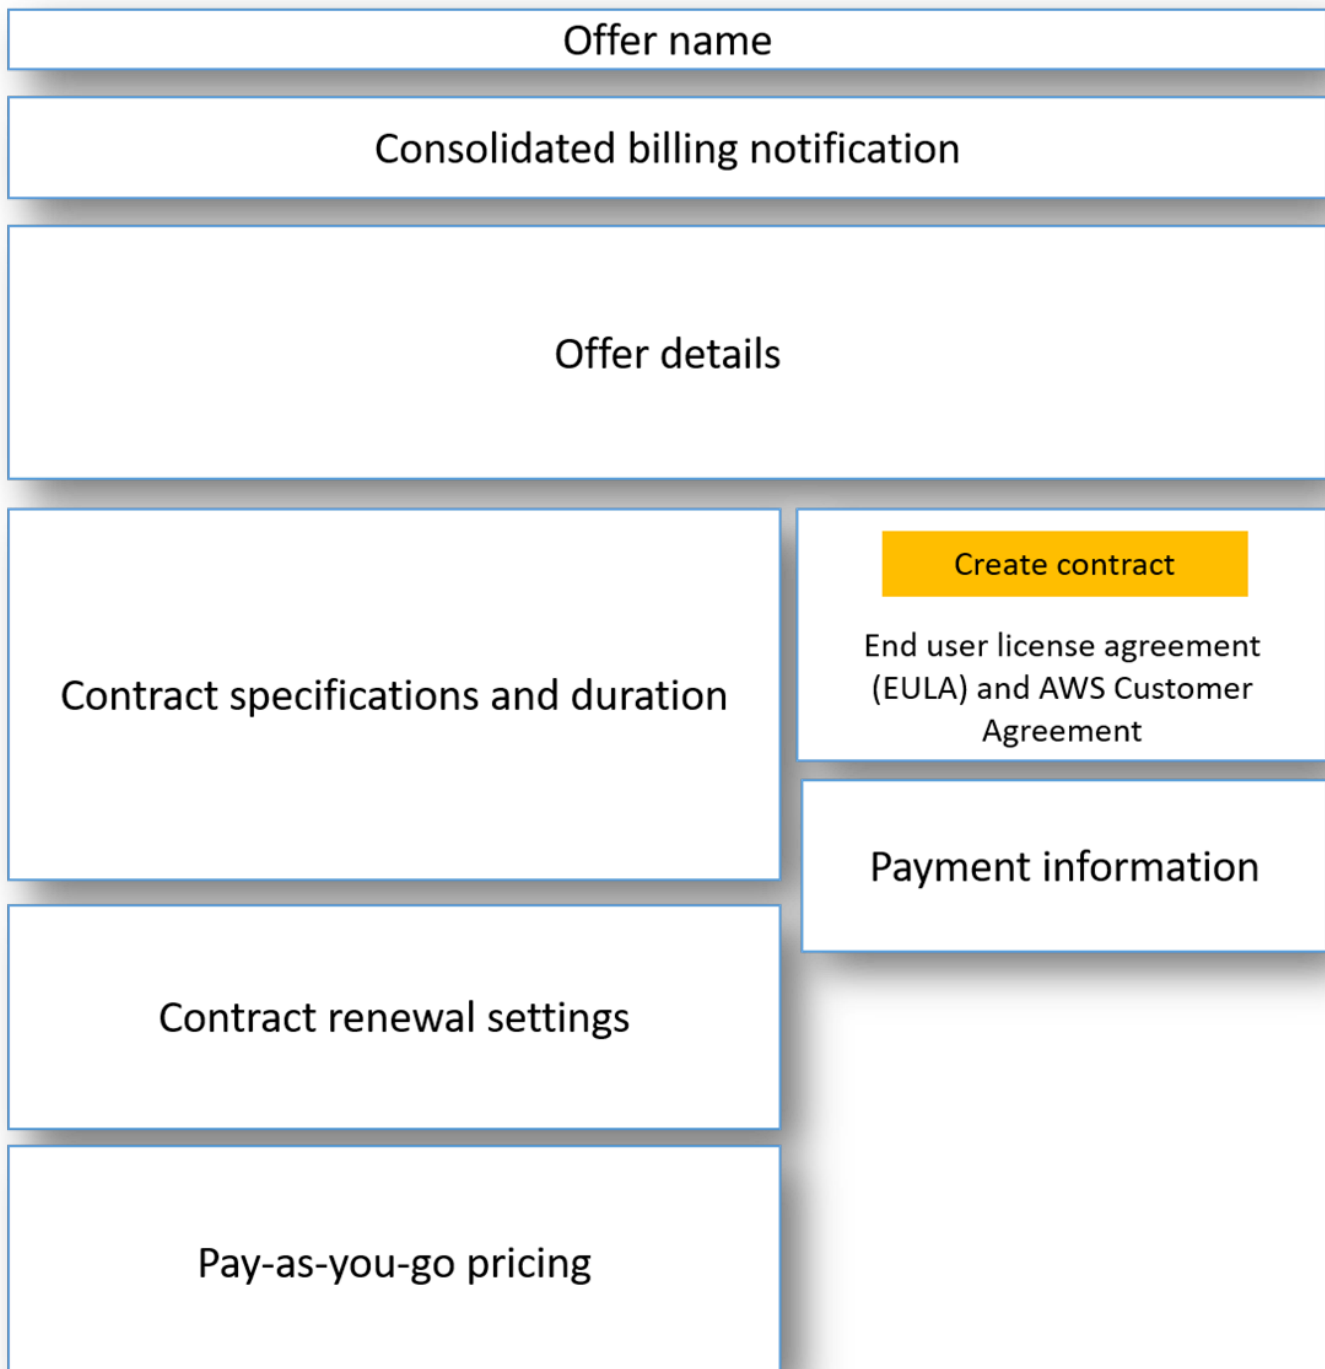 Offer name
Consolidated billing notification
Offer details
Contract specifications and duration
Create contract
End user license agreement
(EULA) and AWS Customer
Agreement
Payment information
Contract renewal settings
Pay-as-you-go pricing